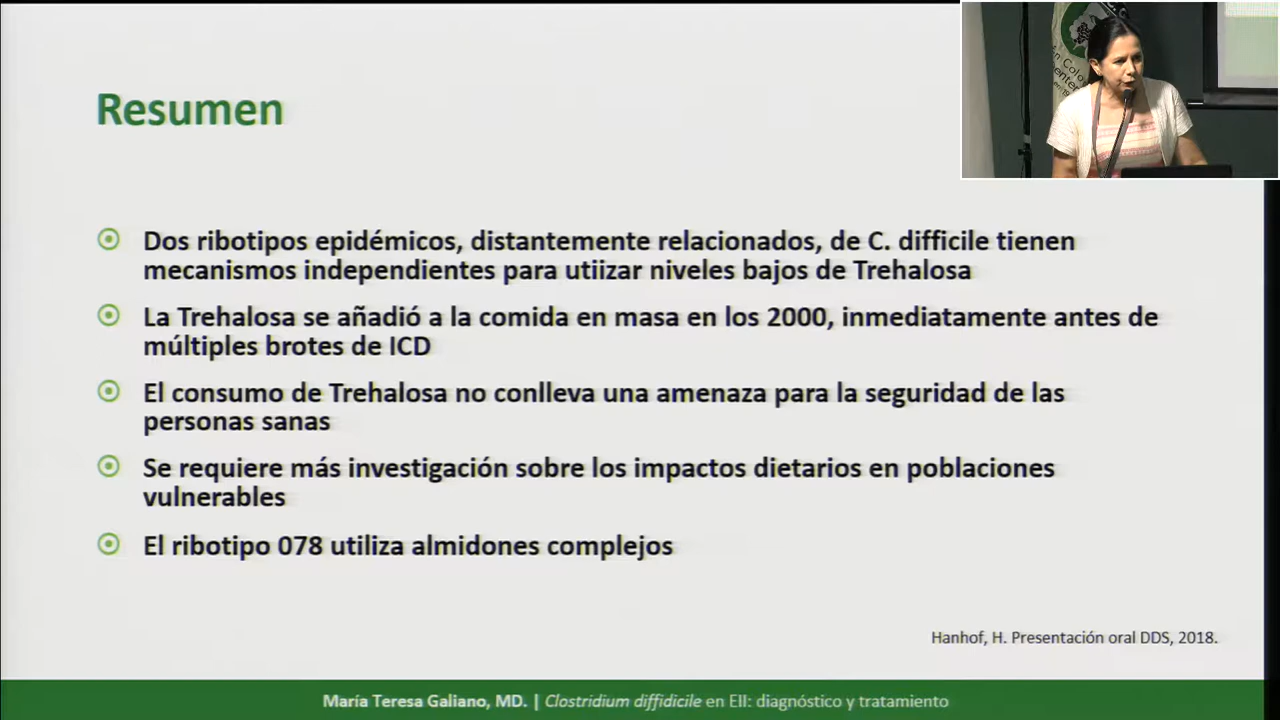 Resumen
Dos ribotipos epidémicos, distantemente relacionados, de C. difficile tienen
mecanismos independientes para utiizar niveles bajos de Trehalosa
La Trehalosa se añadió a la comida en masa en los 2000, inmediatamente antes de
múltiples brotes de ICD
El consumo de Trehalosa no conlleva una amenaza para la seguridad de las
personas sanas
Se requiere más investigación sobre los impactos dietarios en poblaciones
vulnerables
El ribotipo 078 utiliza almidones complejos
Hanhof, H. Presentación oral DDS, 2018.
María Teresa Galiano, MD. | Clostridium diffidicile en EII: diagnóstico y tratamiento